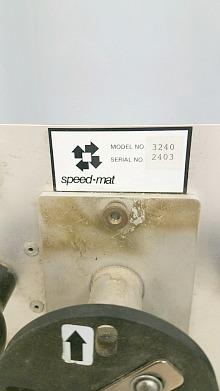 MODEL NO. 3240
SERIAL NO. 2403
speed·mat